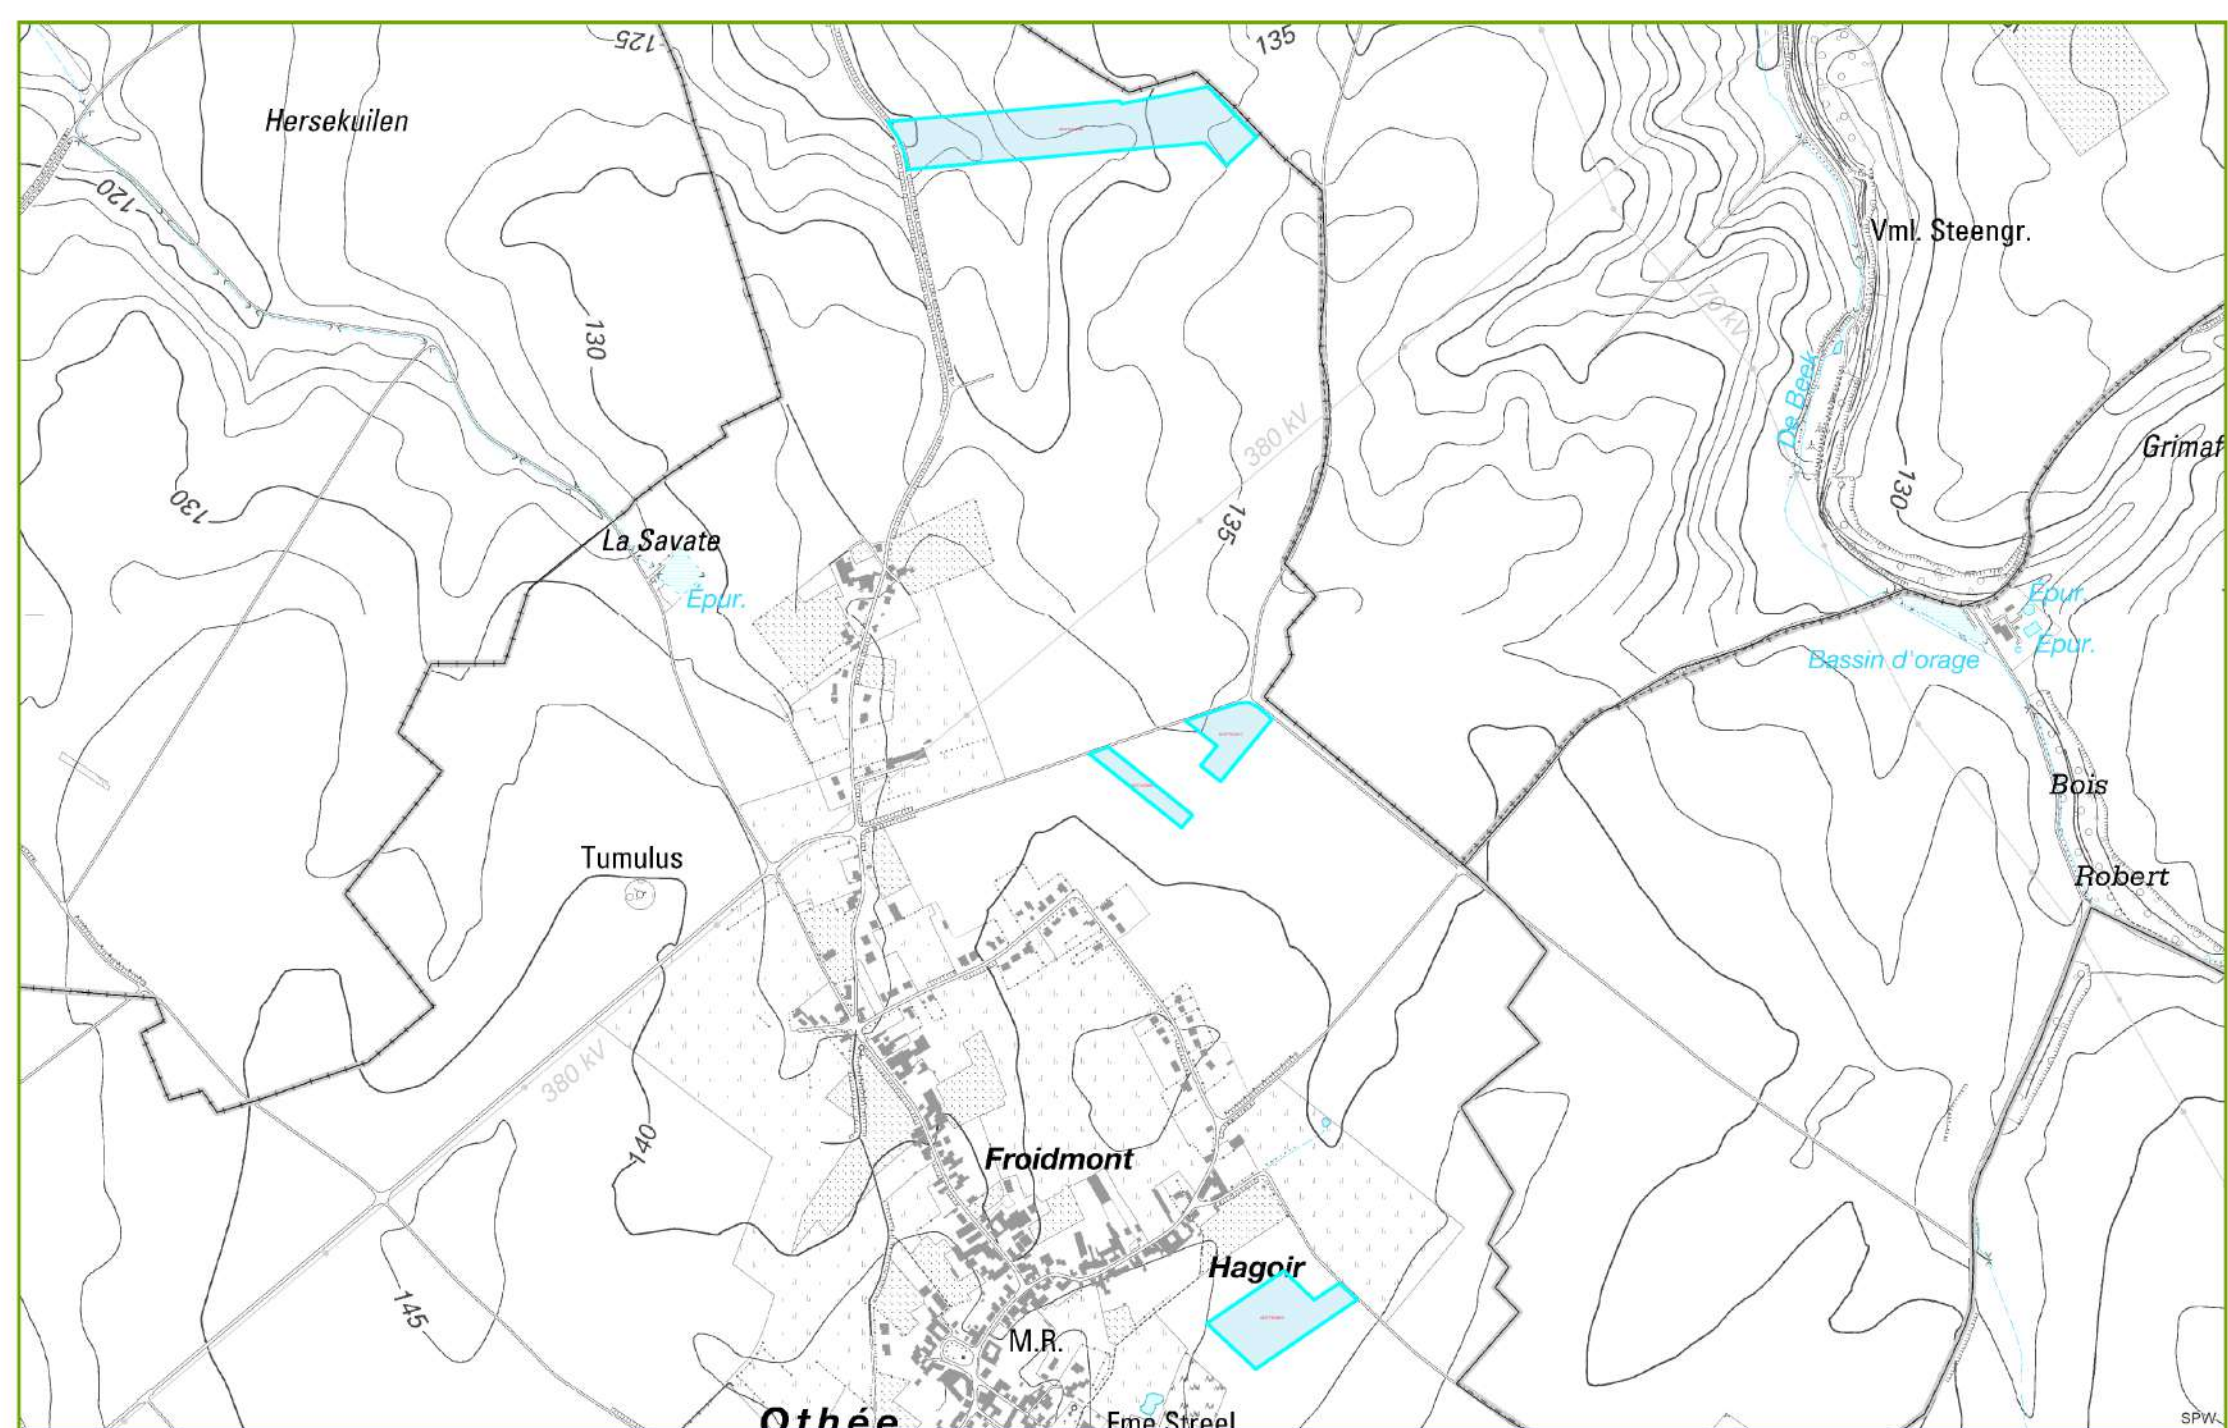 125
135
Hersekuilen
120
Vml. Steengr.
70 kV
130
De Beek
380 kV
Grimaf
130
130
135
La Savate
Épur.
Épur.
Épur.
Bassin d'orage
Bois
Tumulus
Robert
380 kV
140
Froidmont
Hagoir
145
M.R.
Othée
Fme Streel
SPW